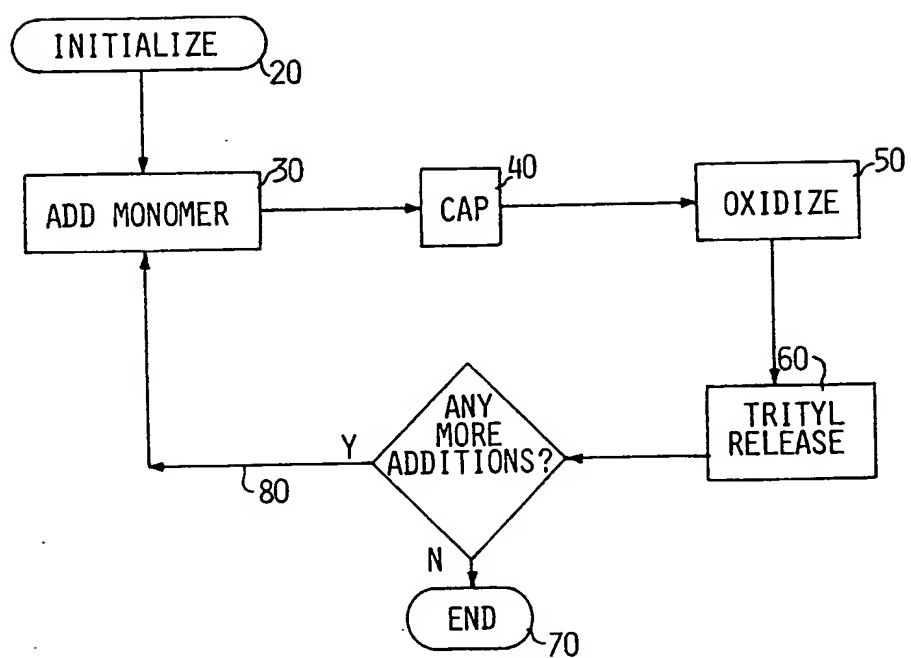 INITIALIZE
20
30
ADD MONOMER
40
CAP
50
OXIDIZE
60
TRITYL
RELEASE
ANY
MORE
ADDITIONS?
Y
80
N
END
70